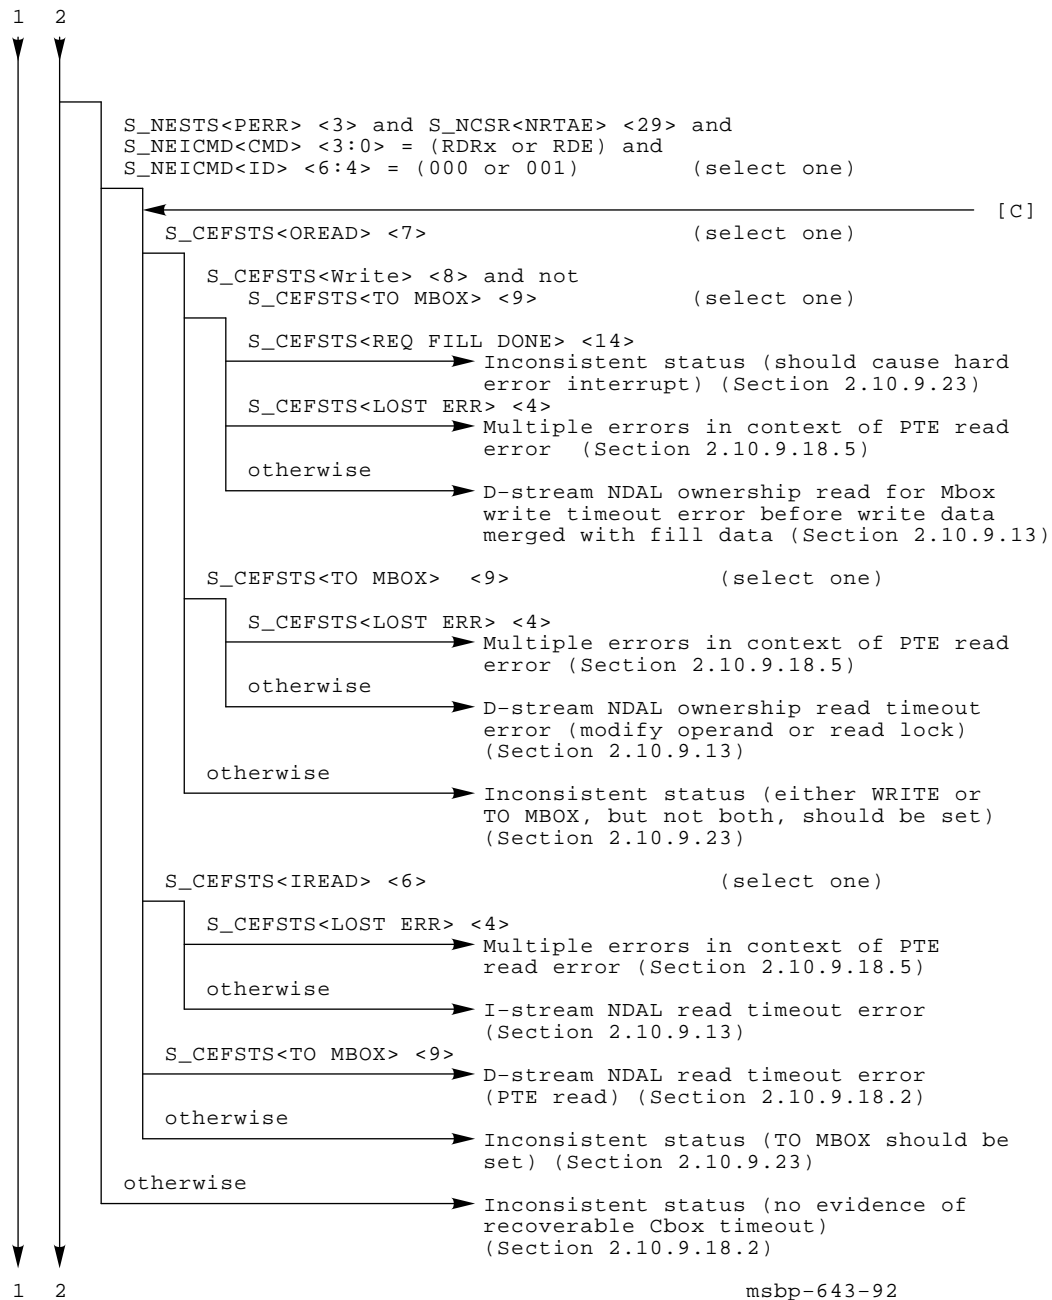 1 2
S_NESTS<PERR> <3> and S_NCSR<NRTAE> <29> and
S_NEICMD<CMD> <3:0> = (RDRx or RDE) and
S_NEICMD<ID> <6:4> = (000 or 001) (select one)
[C]
S_CEFSTS<OREAD> <7> (select one)
S_CEFSTS<Write> <8> and not
S_CEFSTS<TO MBOX> <9> (select one)
S_CEFSTS<REQ FILL DONE> <14>
Inconsistent status (should cause hard
error interrupt) (Section 2.10.9.23)
S_CEFSTS<LOST ERR> <4>
Multiple errors in context of PTE read
error (Section 2.10.9.18.5)
otherwise
D-stream NDAL ownership read for Mbox
write timeout error before write data
merged with fill data (Section 2.10.9.13)
S_CEFSTS<TO MBOX> <9> (select one)
S_CEFSTS<LOST ERR> <4>
Multiple errors in context of PTE read
error (Section 2.10.9.18.5)
otherwise
D-stream NDAL ownership read timeout
error (modify operand or read lock)
(Section 2.10.9.13)
otherwise
Inconsistent status (either WRITE or
TO MBOX, but not both, should be set)
(Section 2.10.9.23)
S_CEFSTS<IREAD> <6> (select one)
S_CEFSTS<LOST ERR> <4>
Multiple errors in context of PTE
read error (Section 2.10.9.18.5)
otherwise
I-stream NDAL read timeout error
(Section 2.10.9.13)
S_CEFSTS<TO MBOX> <9>
D-stream NDAL read timeout error
(PTE read) (Section 2.10.9.18.2)
otherwise
Inconsistent status (TO MBOX should be
set) (Section 2.10.9.23)
otherwise
Inconsistent status (no evidence of
recoverable Cbox timeout)
(Section 2.10.9.18.2)
1 2 msbp-643-92